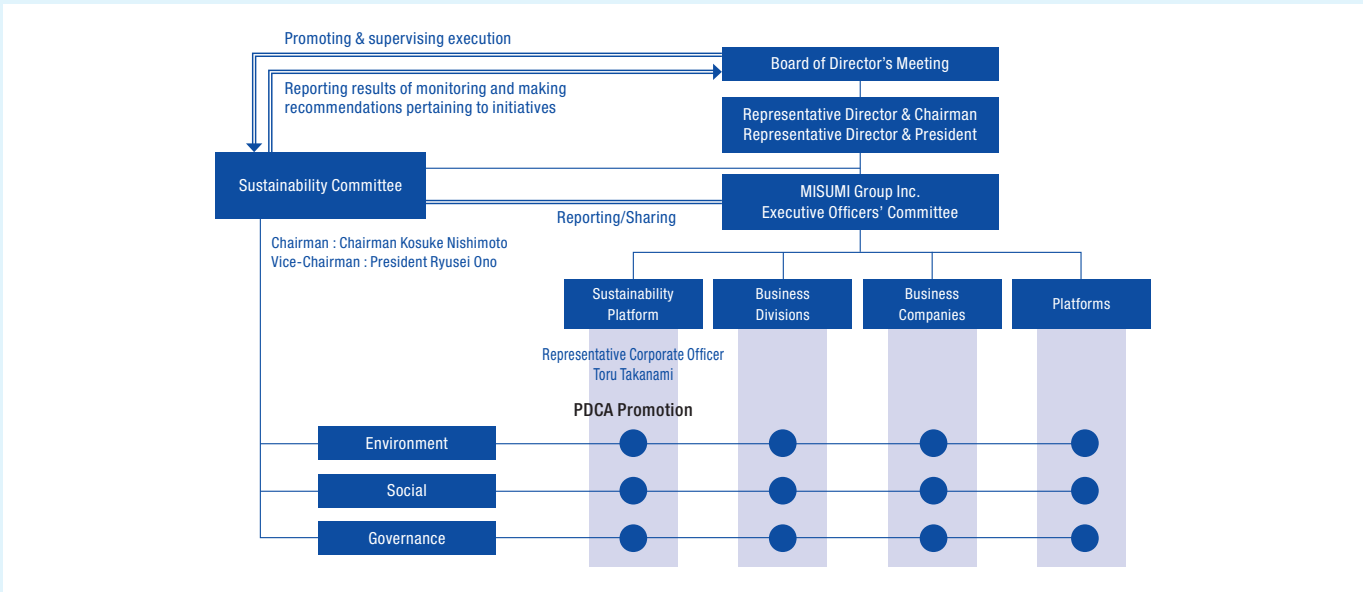 Promoting & supervising execution
Board of Director’s Meeting
Reporting results of monitoring and making
recommendations pertaining to initiatives
Representative Director & Chairman
Representative Director & President
Sustainability Committee
MISUMI Group Inc.
Executive Officers’ Committee
Reporting/Sharing
Chairman : Chairman Kosuke Nishimoto
Vice-Chairman : President Ryusei Ono
Sustainability
Platform
Business
Divisions
Business
Companies
Platforms
Representative Corporate Officer
Toru Takanami
PDCA Promotion
Environment
Social
Governance